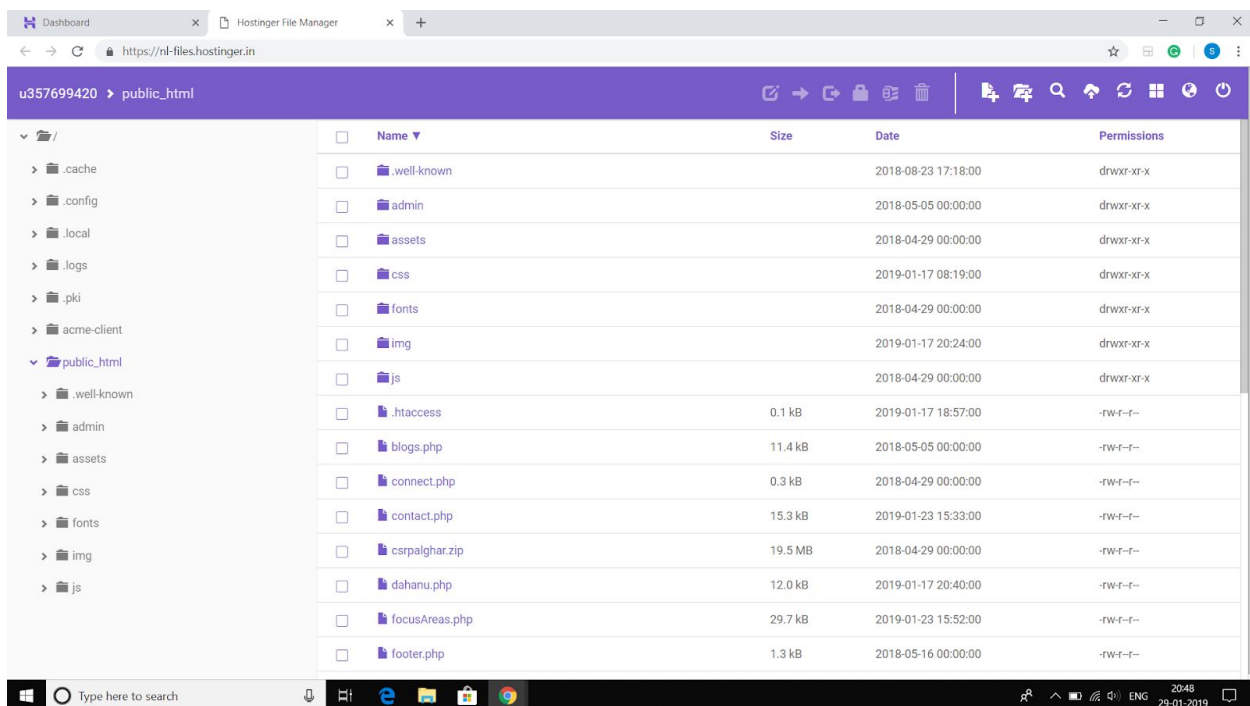 Dashboard
Hostinger File Manager
https://nl-files.hostinger.in
S
u357699420 > public_html
/
.cache
.config
.local
.logs
.pki
acme-client
public_html
.well-known
admin
assets
css
fonts
img
js
Name ▼ Size Date Permissions
.well-known 2018-08-23 17:18:00 drwxr-xr-x
admin 2018-05-05 00:00:00 drwxr-xr-x
assets 2018-04-29 00:00:00 drwxr-xr-x
css 2019-01-17 08:19:00 drwxr-xr-x
fonts 2018-04-29 00:00:00 drwxr-xr-x
img 2019-01-17 20:24:00 drwxr-xr-x
js 2018-04-29 00:00:00 drwxr-xr-x
.htaccess 0.1 kB 2019-01-17 18:57:00 -rw-r--r--
blogs.php 11.4 kB 2018-05-05 00:00:00 -rw-r--r--
connect.php 0.3 kB 2018-04-29 00:00:00 -rw-r--r--
contact.php 15.3 kB 2019-01-23 15:33:00 -rw-r--r--
csrpalghar.zip 19.5 MB 2018-04-29 00:00:00 -rw-r--r--
dahanu.php 12.0 kB 2019-01-17 20:40:00 -rw-r--r--
focusAreas.php 29.7 kB 2019-01-23 15:52:00 -rw-r--r--
footer.php 1.3 kB 2018-05-16 00:00:00 -rw-r--r--
Type here to search
ENG
20:48
29-01-2019